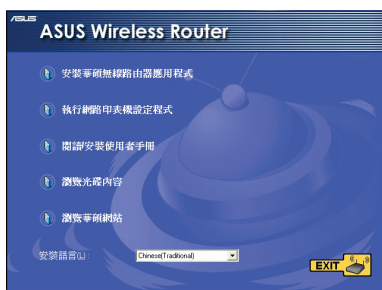 ASUS
ASUS Wireless Router
安裝華碩無線路由器應用程式
執行網路印表機設定程式
閱讀/安裝使用者手冊
瀏覽光碟內容
瀏覽華碩網站
安裝語言(L):
Chinese(Traditional)
EXIT